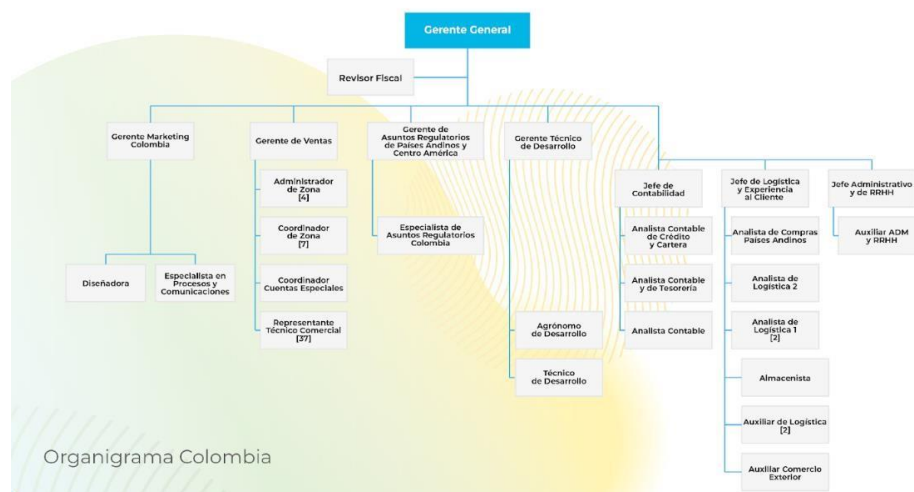 Gerente General
Revisor Fiscal
Gerente Marketing
Colombia
Gerente de Ventas
Gerente de
Asuntos Regulatorios
de Países Andinos y
Centro América
Gerente Técnico
de Desarrollo
Administrador
de Zona
[4]
Jefe de
Contabilidad
Jefe de Logística
y Experiencia
al Cliente
Jefe Administrativo
y de RRHH
Coordinador
de Zona
[7]
Especialista de
Asuntos Regulatorios
Colombia
Analista Contable
de Crédito
y Cartera
Analista de Compras
Países Andinos
Auxiliar ADM
y RRHH
Diseñadora
Especialista en
Procesos y
Comunicaciones
Coordinador
Cuentas Especiales
Analista Contable
y de Tesorería
Analista de
Logística 2
Representante
Técnico Comercial
[37]
Agrónomo
de Desarrollo
Analista Contable
Analista de
Logística 1
[2]
Técnico
de Desarrollo
Almacenista
Auxiliar de Logística
[2]
Auxiliar Comercio
Exterior
Organigrama Colombia